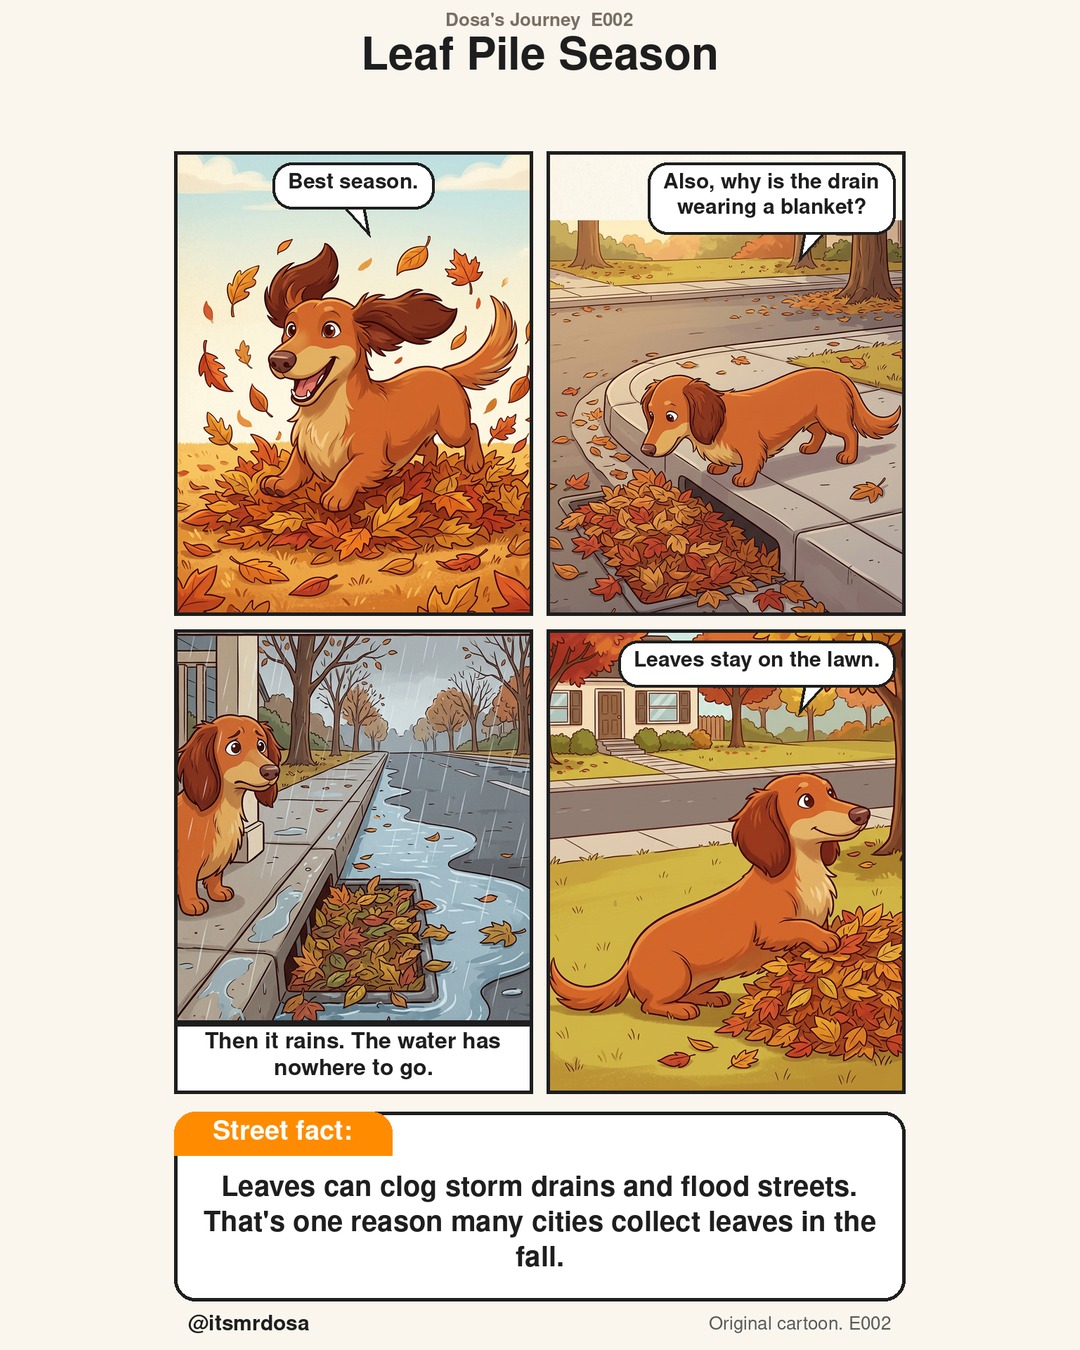 Dosa's Journey E002
Leaf Pile Season
Best season.
Also, why is the drain
wearing a blanket?
Then it rains. The water has
nowhere to go.
Leaves stay on the lawn.
Street fact:
Leaves can clog storm drains and flood streets.
That's one reason many cities collect leaves in the
fall.
@itsmrdosa
Original cartoon. E002